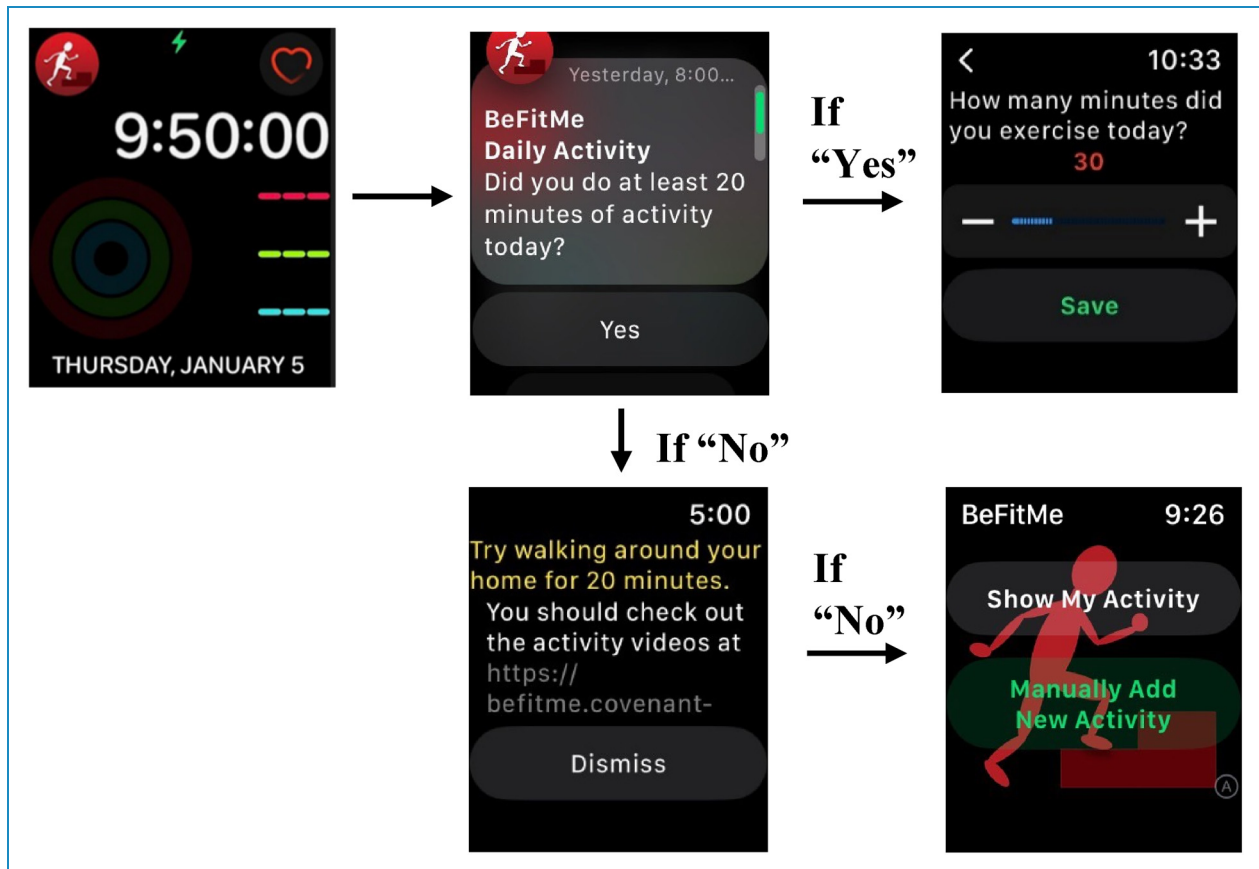 9:50:00
THURSDAY, JANUARY 5
Yesterday, 8:00...
BeFitMe
Daily Activity
Did you do at least 20
minutes of activity
today?
Yes
If
“Yes”
10:33
How many minutes did
you exercise today?
30
Save
If “No”
5:00
Try walking around your
home for 20 minutes.
You should check out
the activity videos at
https://
befitme.covenant-
Dismiss
If
“No”
BeFitMe 9:26
Show My Activity
Manually Add
New Activity
A